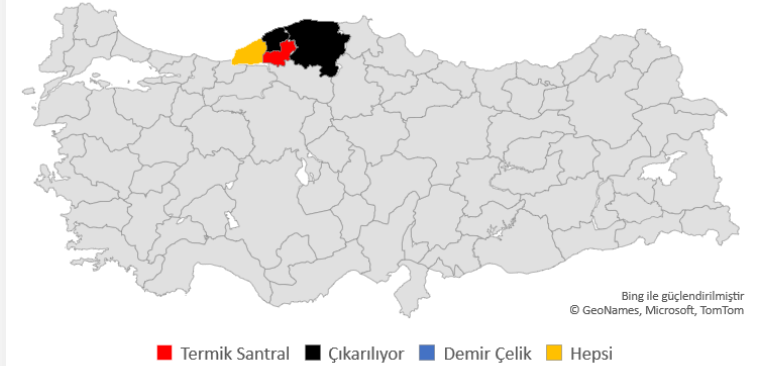 Bing ile güçlendirilmiştir
© GeoNames, Microsoft, TomTom
Termik Santral Çıkarılıyor Demir Çelik Hepsi